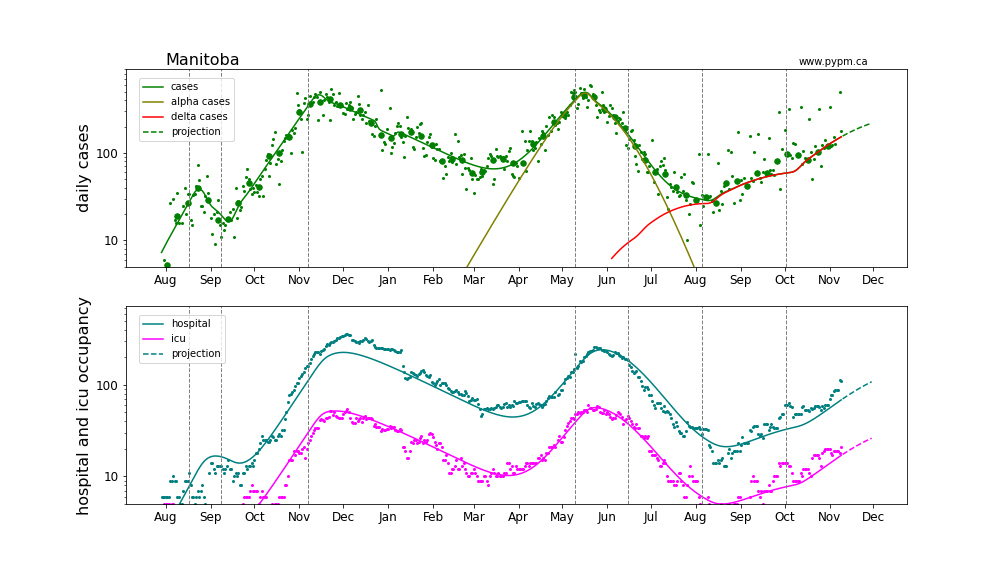 Manitoba
www.pypm.ca
daily cases
cases
alpha cases
delta cases
projection
100
10
Aug Sep Oct Nov Dec Jan Feb Mar Apr May Jun Jul Aug Sep Oct Nov Dec
hospital and icu occupancy
hospital
icu
projection
100
10
Aug Sep Oct Nov Dec Jan Feb Mar Apr May Jun Jul Aug Sep Oct Nov Dec